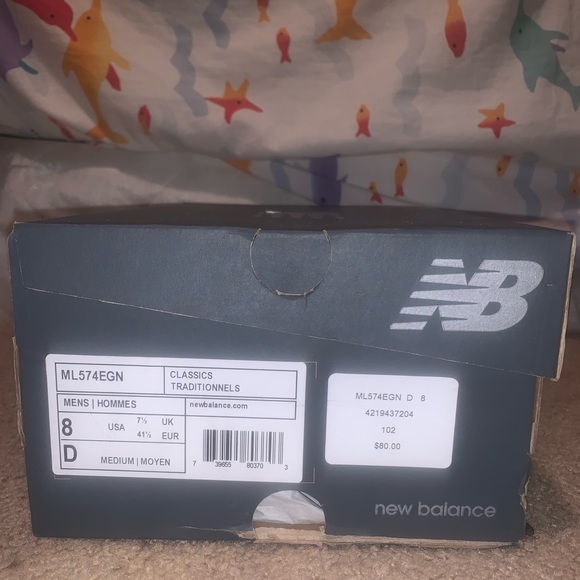 NB
ML574EGN
CLASSICS
TRADITIONNELS
MENS | HOMMES
newbalance.com
8 USA 7½ UK
41½ EUR
D MEDIUM | MOYEN
7 39655 80370 3
ML574EGN D 8
4219437204
102
$80.00
new balance